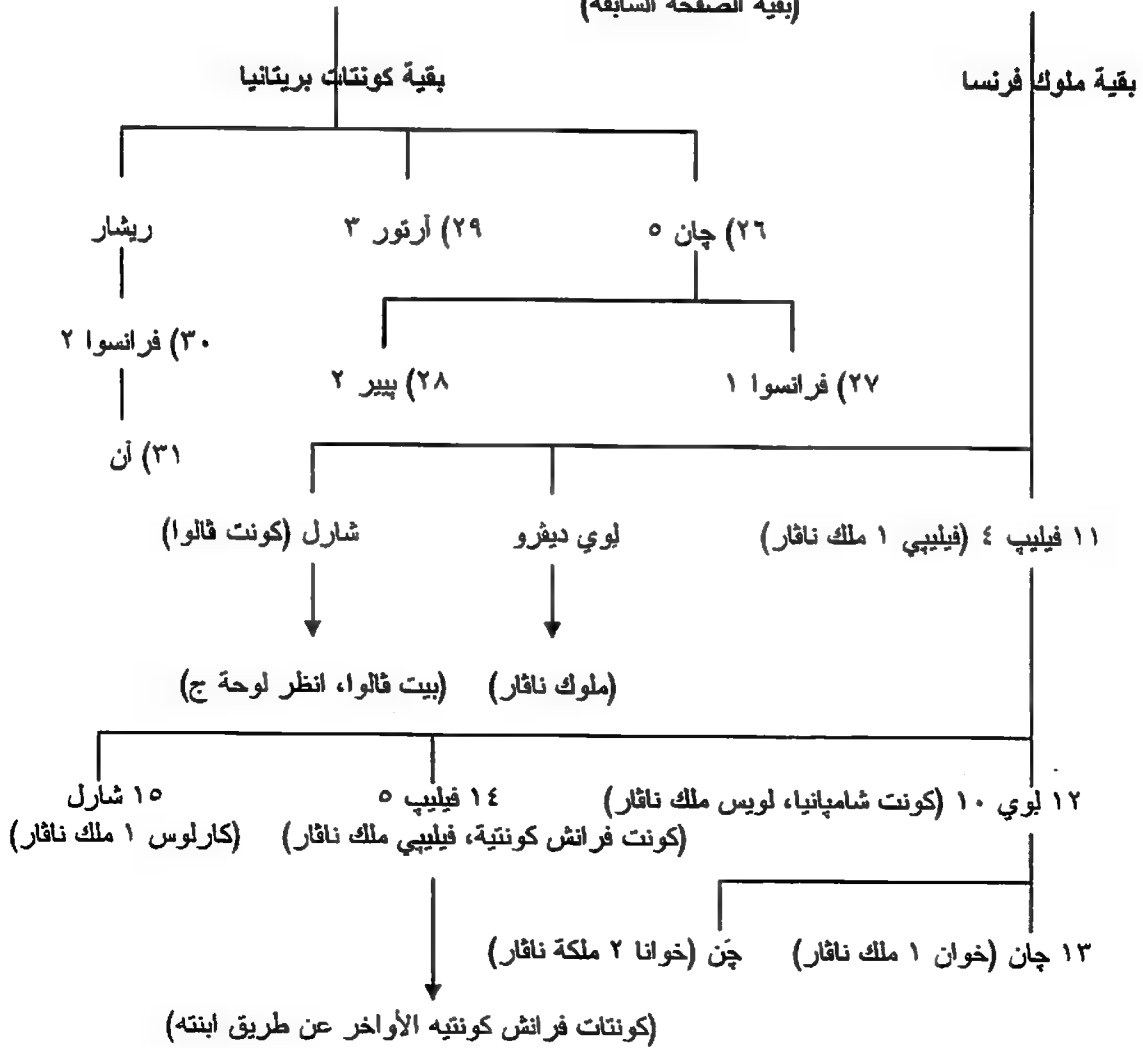 (بقية الصفحة السابقة)
بقية ملوك فرنسا
بقية كونتات بريتانيا
٢٦) چان ٥
٢٩) آرتور ٣
ريشار
٣٠) فرانسوا ٢
٢٧) فرانسوا ١
٢٨) پيير ٢
٣١) آن
١١ فيليپ ٤ (فيليپي ١ ملك ناڤار)
لوي ديڤرو
شارل (كونت ڤالوا)
(ملوك ناڤار)
(بيت ڤالوا، انظر لوحة ج)
١٢ لوي ١٠ (كونت شامپانيا، لويس ملك ناڤار)
١٤ فيليپ ٥
١٥ شارل
(كونت فرانش كونتية، فيليپي ملك ناڤار)
(كارلوس ١ ملك ناڤار)
١٣ چان (خوان ١ ملك ناڤار)
چَن (خوانا ٢ ملكة ناڤار)
(كونتات فرانش كونتيه الأواخر عن طريق ابنته)